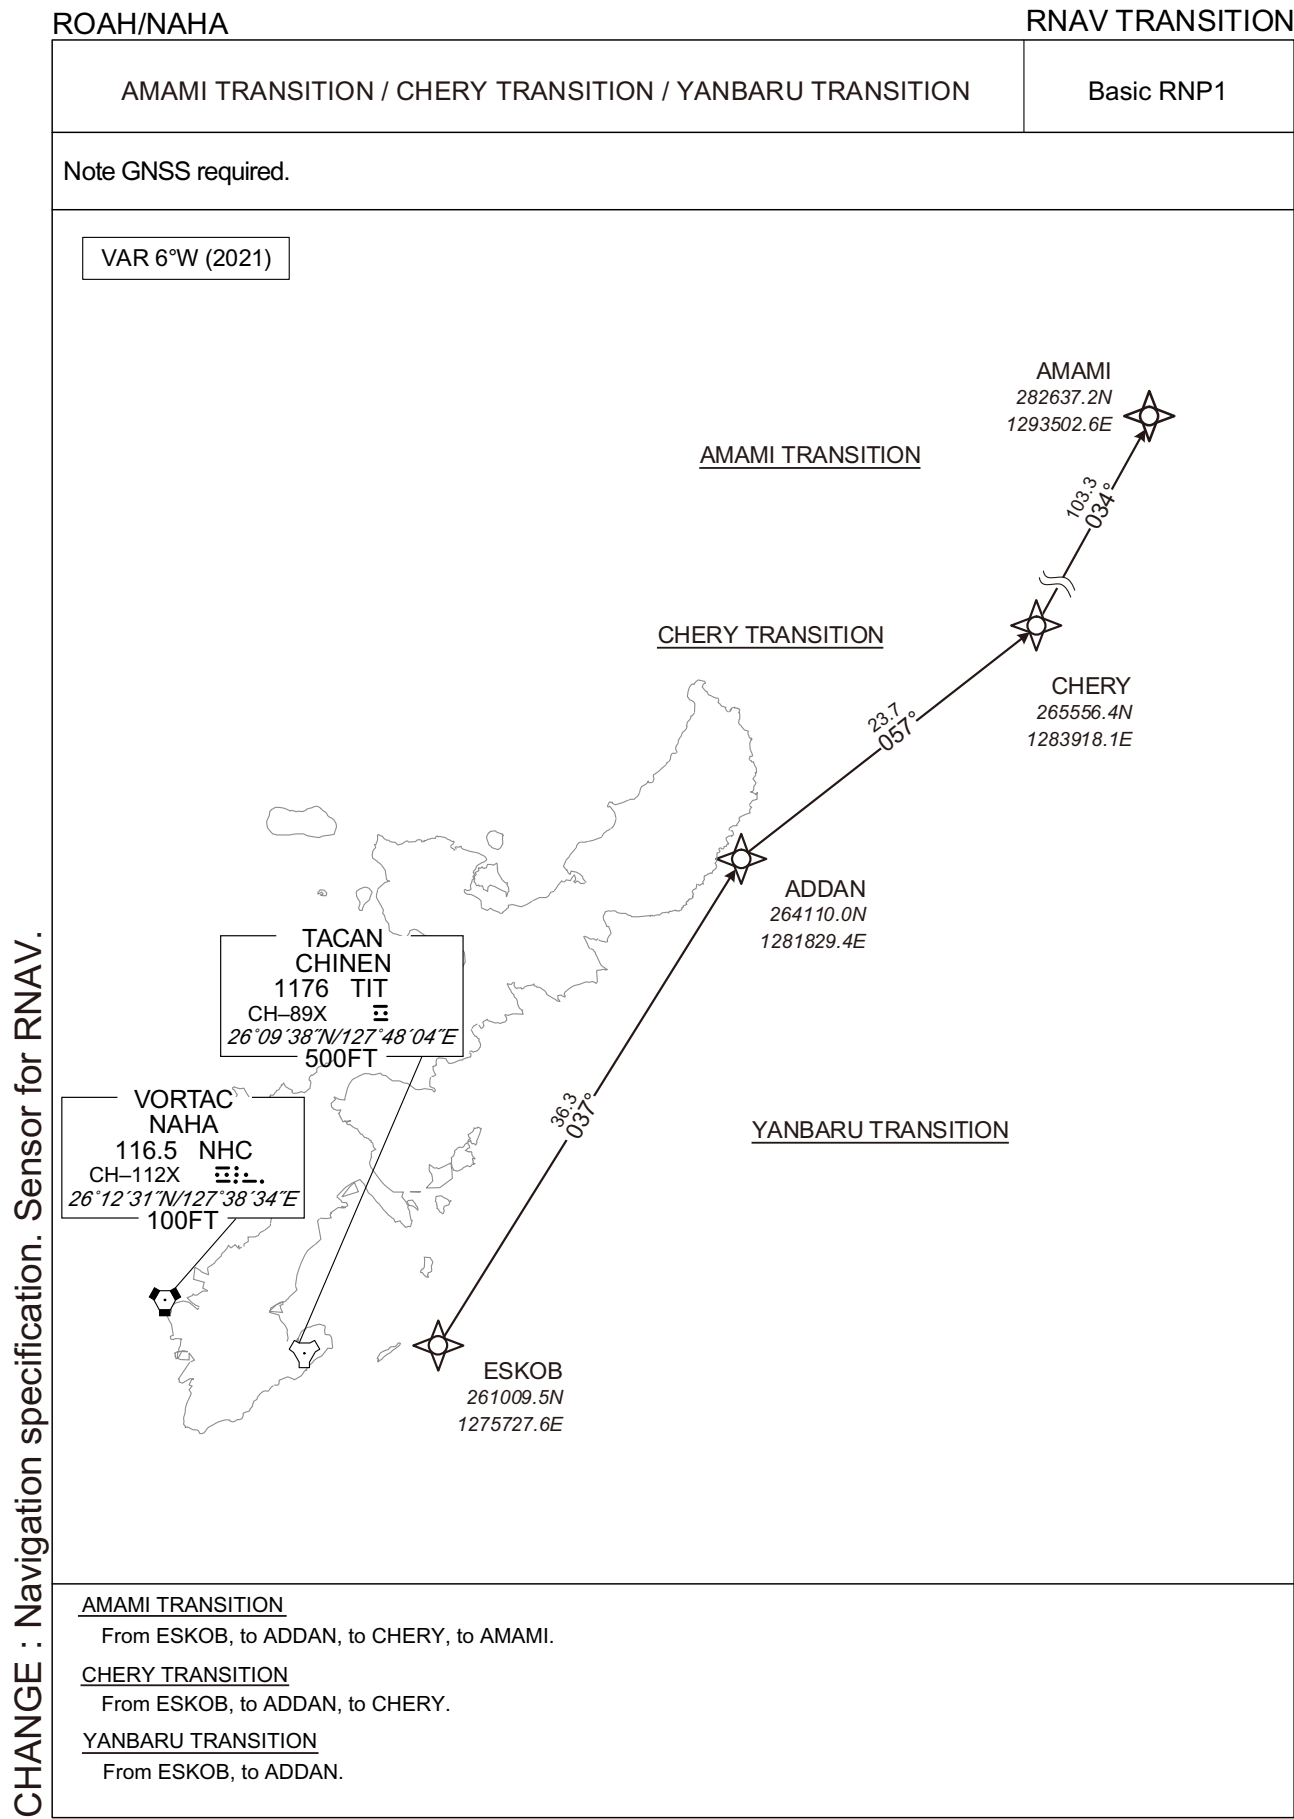 ROAH/NAHA
RNAV TRANSITION
AMAMI TRANSITION / CHERY TRANSITION / YANBARU TRANSITION
Basic RNP1
Note GNSS required.
VAR 6°W (2021)
AMAMI
282637.2N
1293502.6E
AMAMI TRANSITION
103.3
034°
CHERY TRANSITION
CHERY
265556.4N
1283918.1E
23.7
057°
ADDAN
264110.0N
1281829.4E
TACAN
CHINEN
1176 TIT
CH–89X
26°09´38˝N/127°48´04˝E
500FT
VORTAC
NAHA
116.5 NHC
CH–112X
26°12´31˝N/127°38´34˝E
100FT
36.3
037°
YANBARU TRANSITION
ESKOB
261009.5N
1275727.6E
AMAMI TRANSITION
From ESKOB, to ADDAN, to CHERY, to AMAMI.
CHERY TRANSITION
From ESKOB, to ADDAN, to CHERY.
YANBARU TRANSITION
From ESKOB, to ADDAN.
CHANGE : Navigation specification. Sensor for RNAV.